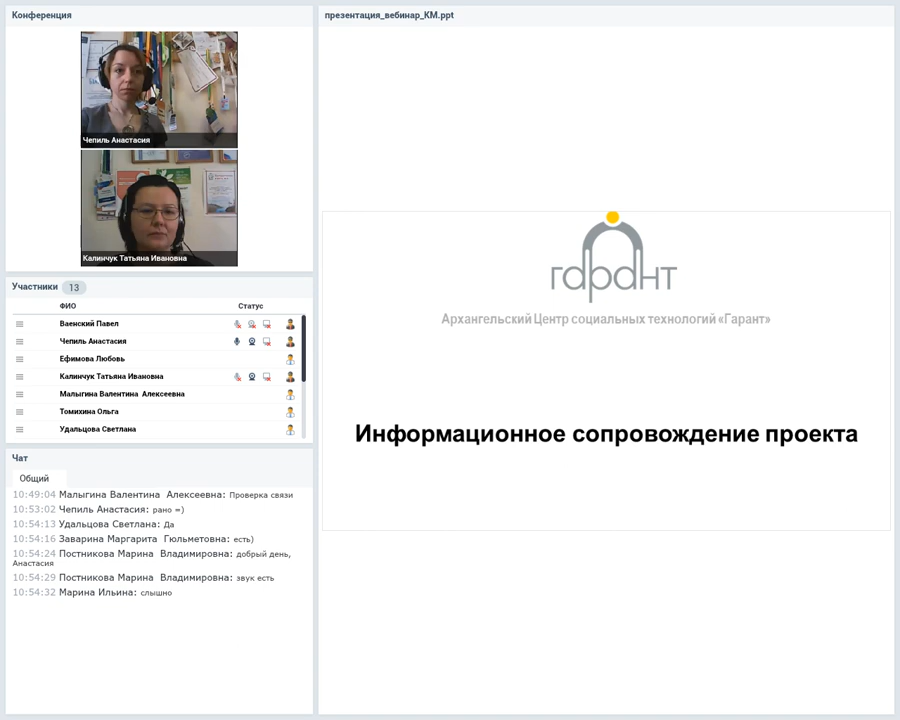 Конференция
Чепиль Анастасия
Калинчук Татьяна Ивановна
Участники 13
ФИО Статус
Ваенский Павел
Чепиль Анастасия
Ефимова Любовь
Калинчук Татьяна Ивановна
Малыгина Валентина Алексеевна
Томихина Ольга
Удальцова Светлана
Чат
Общий
10:49:04 Малыгина Валентина Алексеевна: Проверка связи
10:53:02 Чепиль Анастасия: рано =)
10:54:13 Удальцова Светлана: Да
10:54:16 Заварина Маргарита Гюльметовна: есть)
10:54:24 Постникова Марина Владимировна: добрый день,
Анастасия
10:54:29 Постникова Марина Владимировна: звук есть
10:54:32 Марина Ильина: слышно
презентация_вебинар_КМ.ppt
гарант
Архангельский Центр социальных технологий «Гарант»
Информационное сопровождение проекта